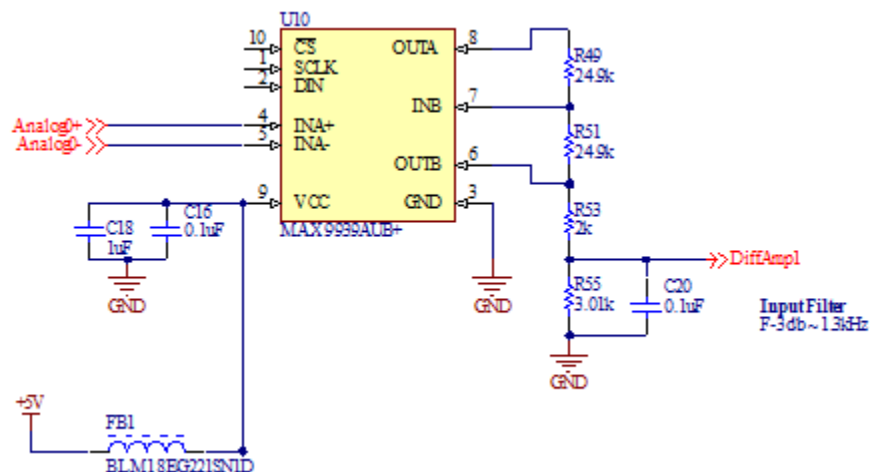 U10
10
CS
1
SCLK
2
DIN
4
INA+
5
INA-
9
VCC
OUTA
8
INB
7
OUTB
6
GND
3
MAX9939AUB+
Analog0+
Analog0-
C18
1uF
C16
0.1uF
GND
+5V
FB1
BLM18EG221SN1D
GND
R49
24.9k
R51
24.9k
R53
2k
R55
3.01k
C20
0.1uF
GND
DiffAmp1
Input Filter
F-3db~1.3kHz